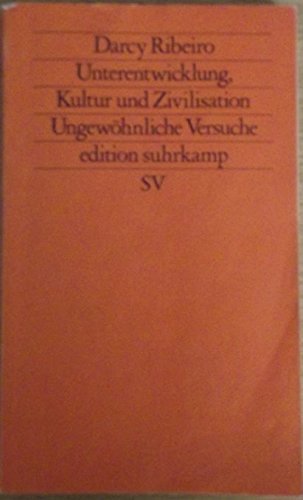 Darcy Ribeiro
Unterentwicklung,
Kultur und Zivilisation
Ungewöhnliche Versuche
edition suhrkamp
SV